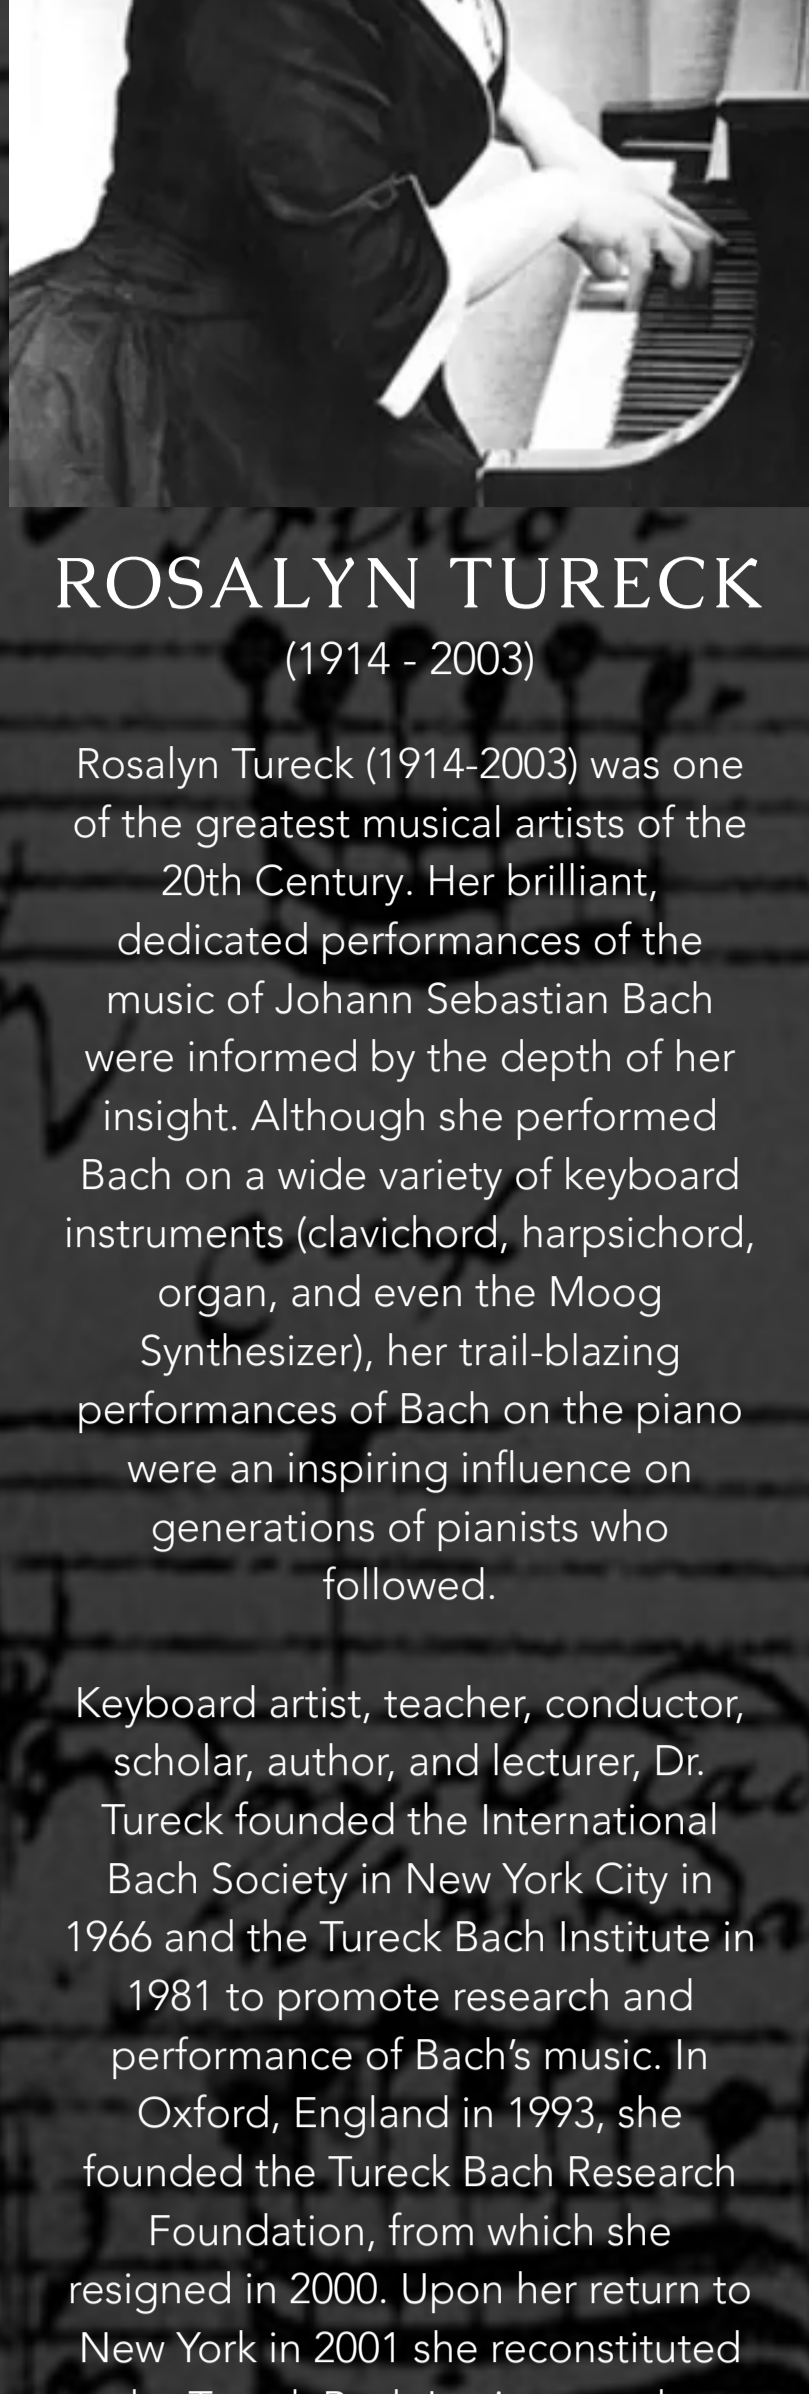 ROSALYN TURECK
(1914 - 2003)
Rosalyn Tureck (1914-2003) was one
of the greatest musical artists of the
20th Century. Her brilliant,
dedicated performances of the
music of Johann Sebastian Bach
were informed by the depth of her
insight. Although she performed
Bach on a wide variety of keyboard
instruments (clavichord, harpsichord,
organ, and even the Moog
Synthesizer), her trail-blazing
performances of Bach on the piano
were an inspiring influence on
generations of pianists who
followed.
Keyboard artist, teacher, conductor,
scholar, author, and lecturer, Dr.
Tureck founded the International
Bach Society in New York City in
1966 and the Tureck Bach Institute in
1981 to promote research and
performance of Bach’s music. In
Oxford, England in 1993, she
founded the Tureck Bach Research
Foundation, from which she
resigned in 2000. Upon her return to
New York in 2001 she reconstituted